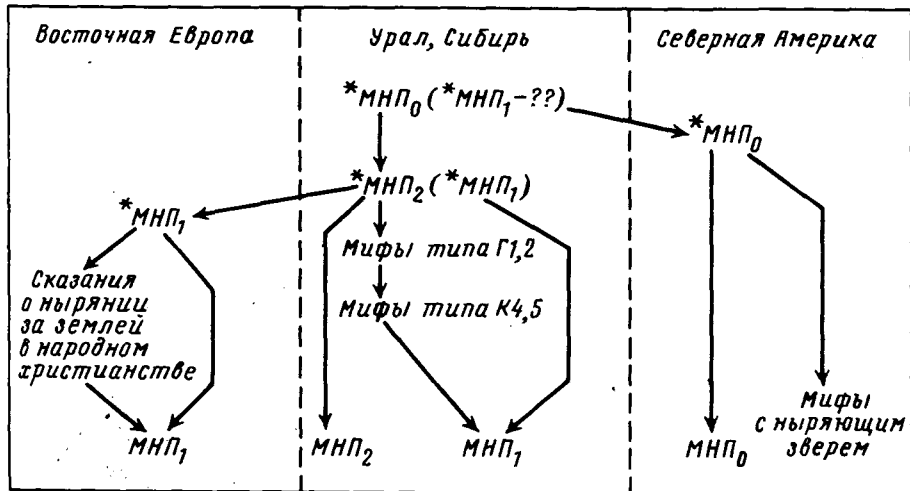 Восточная Европа
Урал, Сибирь
Северная Америка
*МНП₀ (*МНП₁-??)
*МНП₀
*МНП₂ (*МНП₁)
*МНП₁
Мифы типа Г1,2
Сказания
о нырянии
за землей
в народном
христианстве
Мифы типа К4,5
Мифы
с ныряющим
зверем
МНП₁
МНП₂
МНП₁
МНП₀